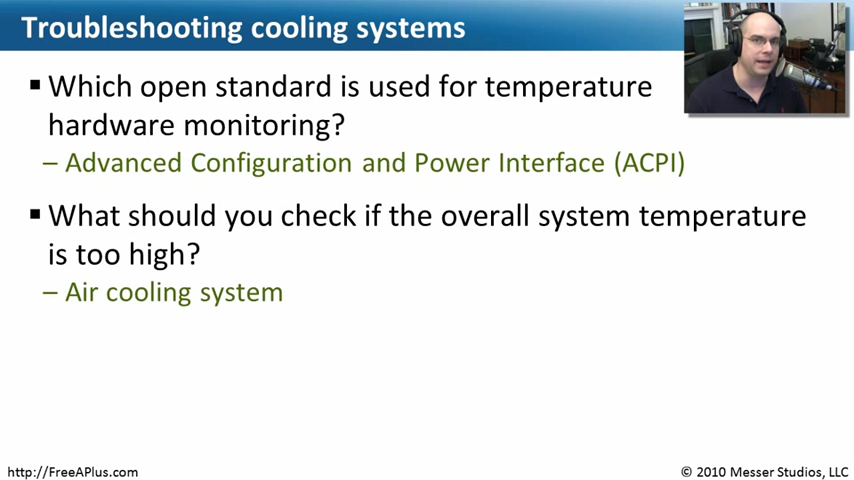 Troubleshooting cooling systems
▪ Which open standard is used for temperature
hardware monitoring?
– Advanced Configuration and Power Interface (ACPI)
▪ What should you check if the overall system temperature
is too high?
– Air cooling system
http://FreeAPlus.com
© 2010 Messer Studios, LLC